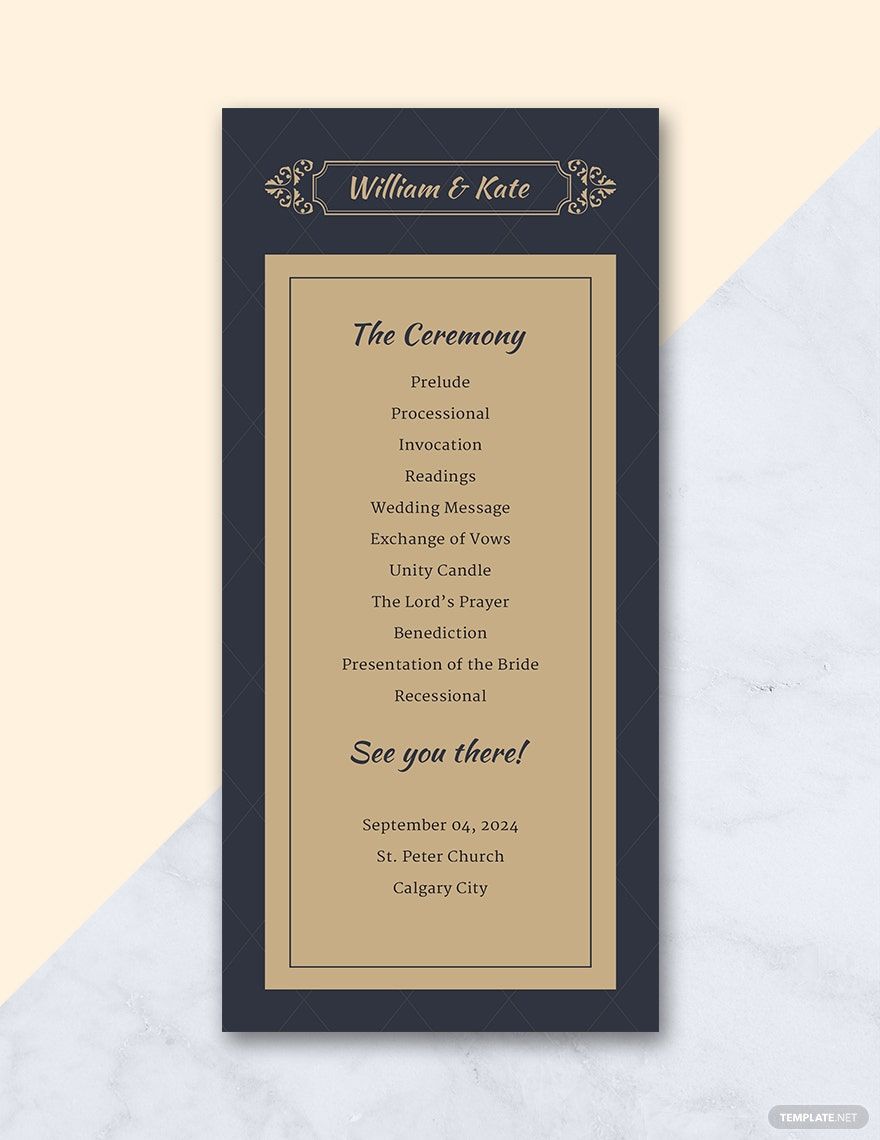 William & Kate
The Ceremony
Prelude
Processional
Invocation
Readings
Wedding Message
Exchange of Vows
Unity Candle
The Lord’s Prayer
Benediction
Presentation of the Bride
Recessional
See you there!
September 04, 2024
St. Peter Church
Calgary City
TEMPLATE.NET